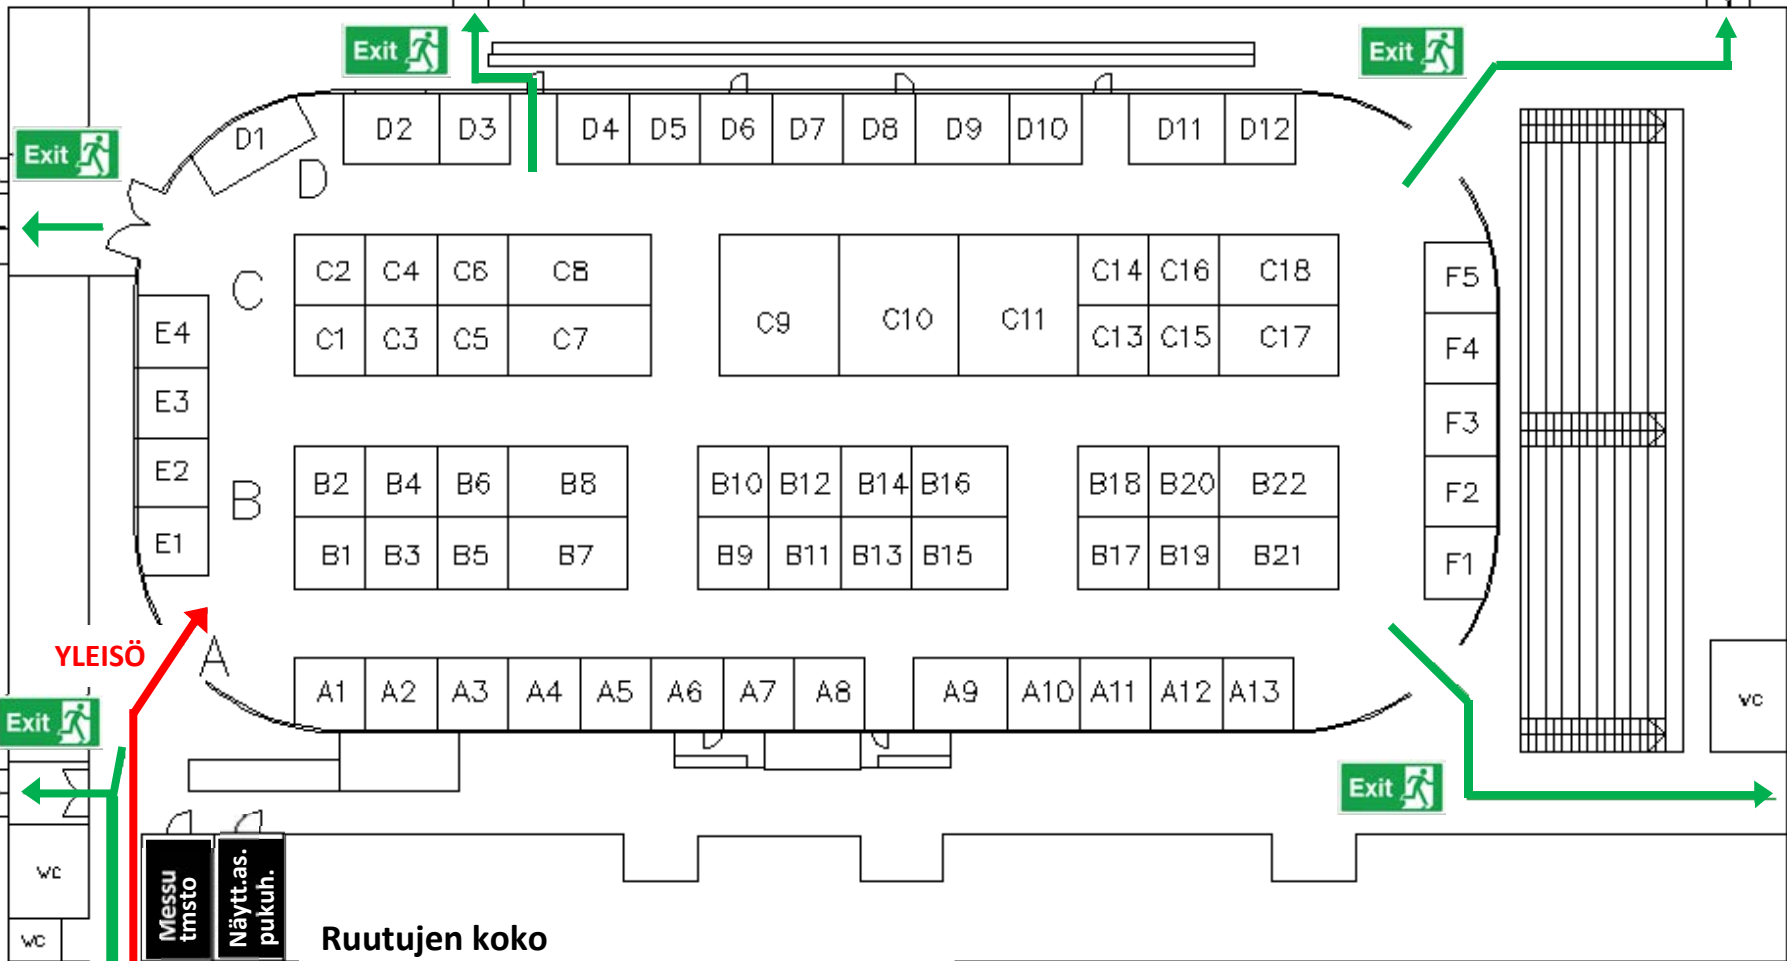 Exit
Exit
D1
D2
D3
D4
D5
D6
D7
D8
D9
D10
D11
D12
Exit
D
C
C2
C4
C6
C8
C1
C3
C5
C7
C9
C10
C11
C14
C16
C18
C13
C15
C17
E4
E3
E2
E1
F5
F4
F3
F2
F1
B
B2
B4
B6
B8
B1
B3
B5
B7
B10
B12
B14
B16
B9
B11
B13
B15
B18
B20
B22
B17
B19
B21
YLEISÖ
A
A1
A2
A3
A4
A5
A6
A7
A8
A9
A10
A11
A12
A13
WC
Exit
Exit
WC
WC
Messu
tmsto
Näytt.as.
pukuh.
Ruutujen koko